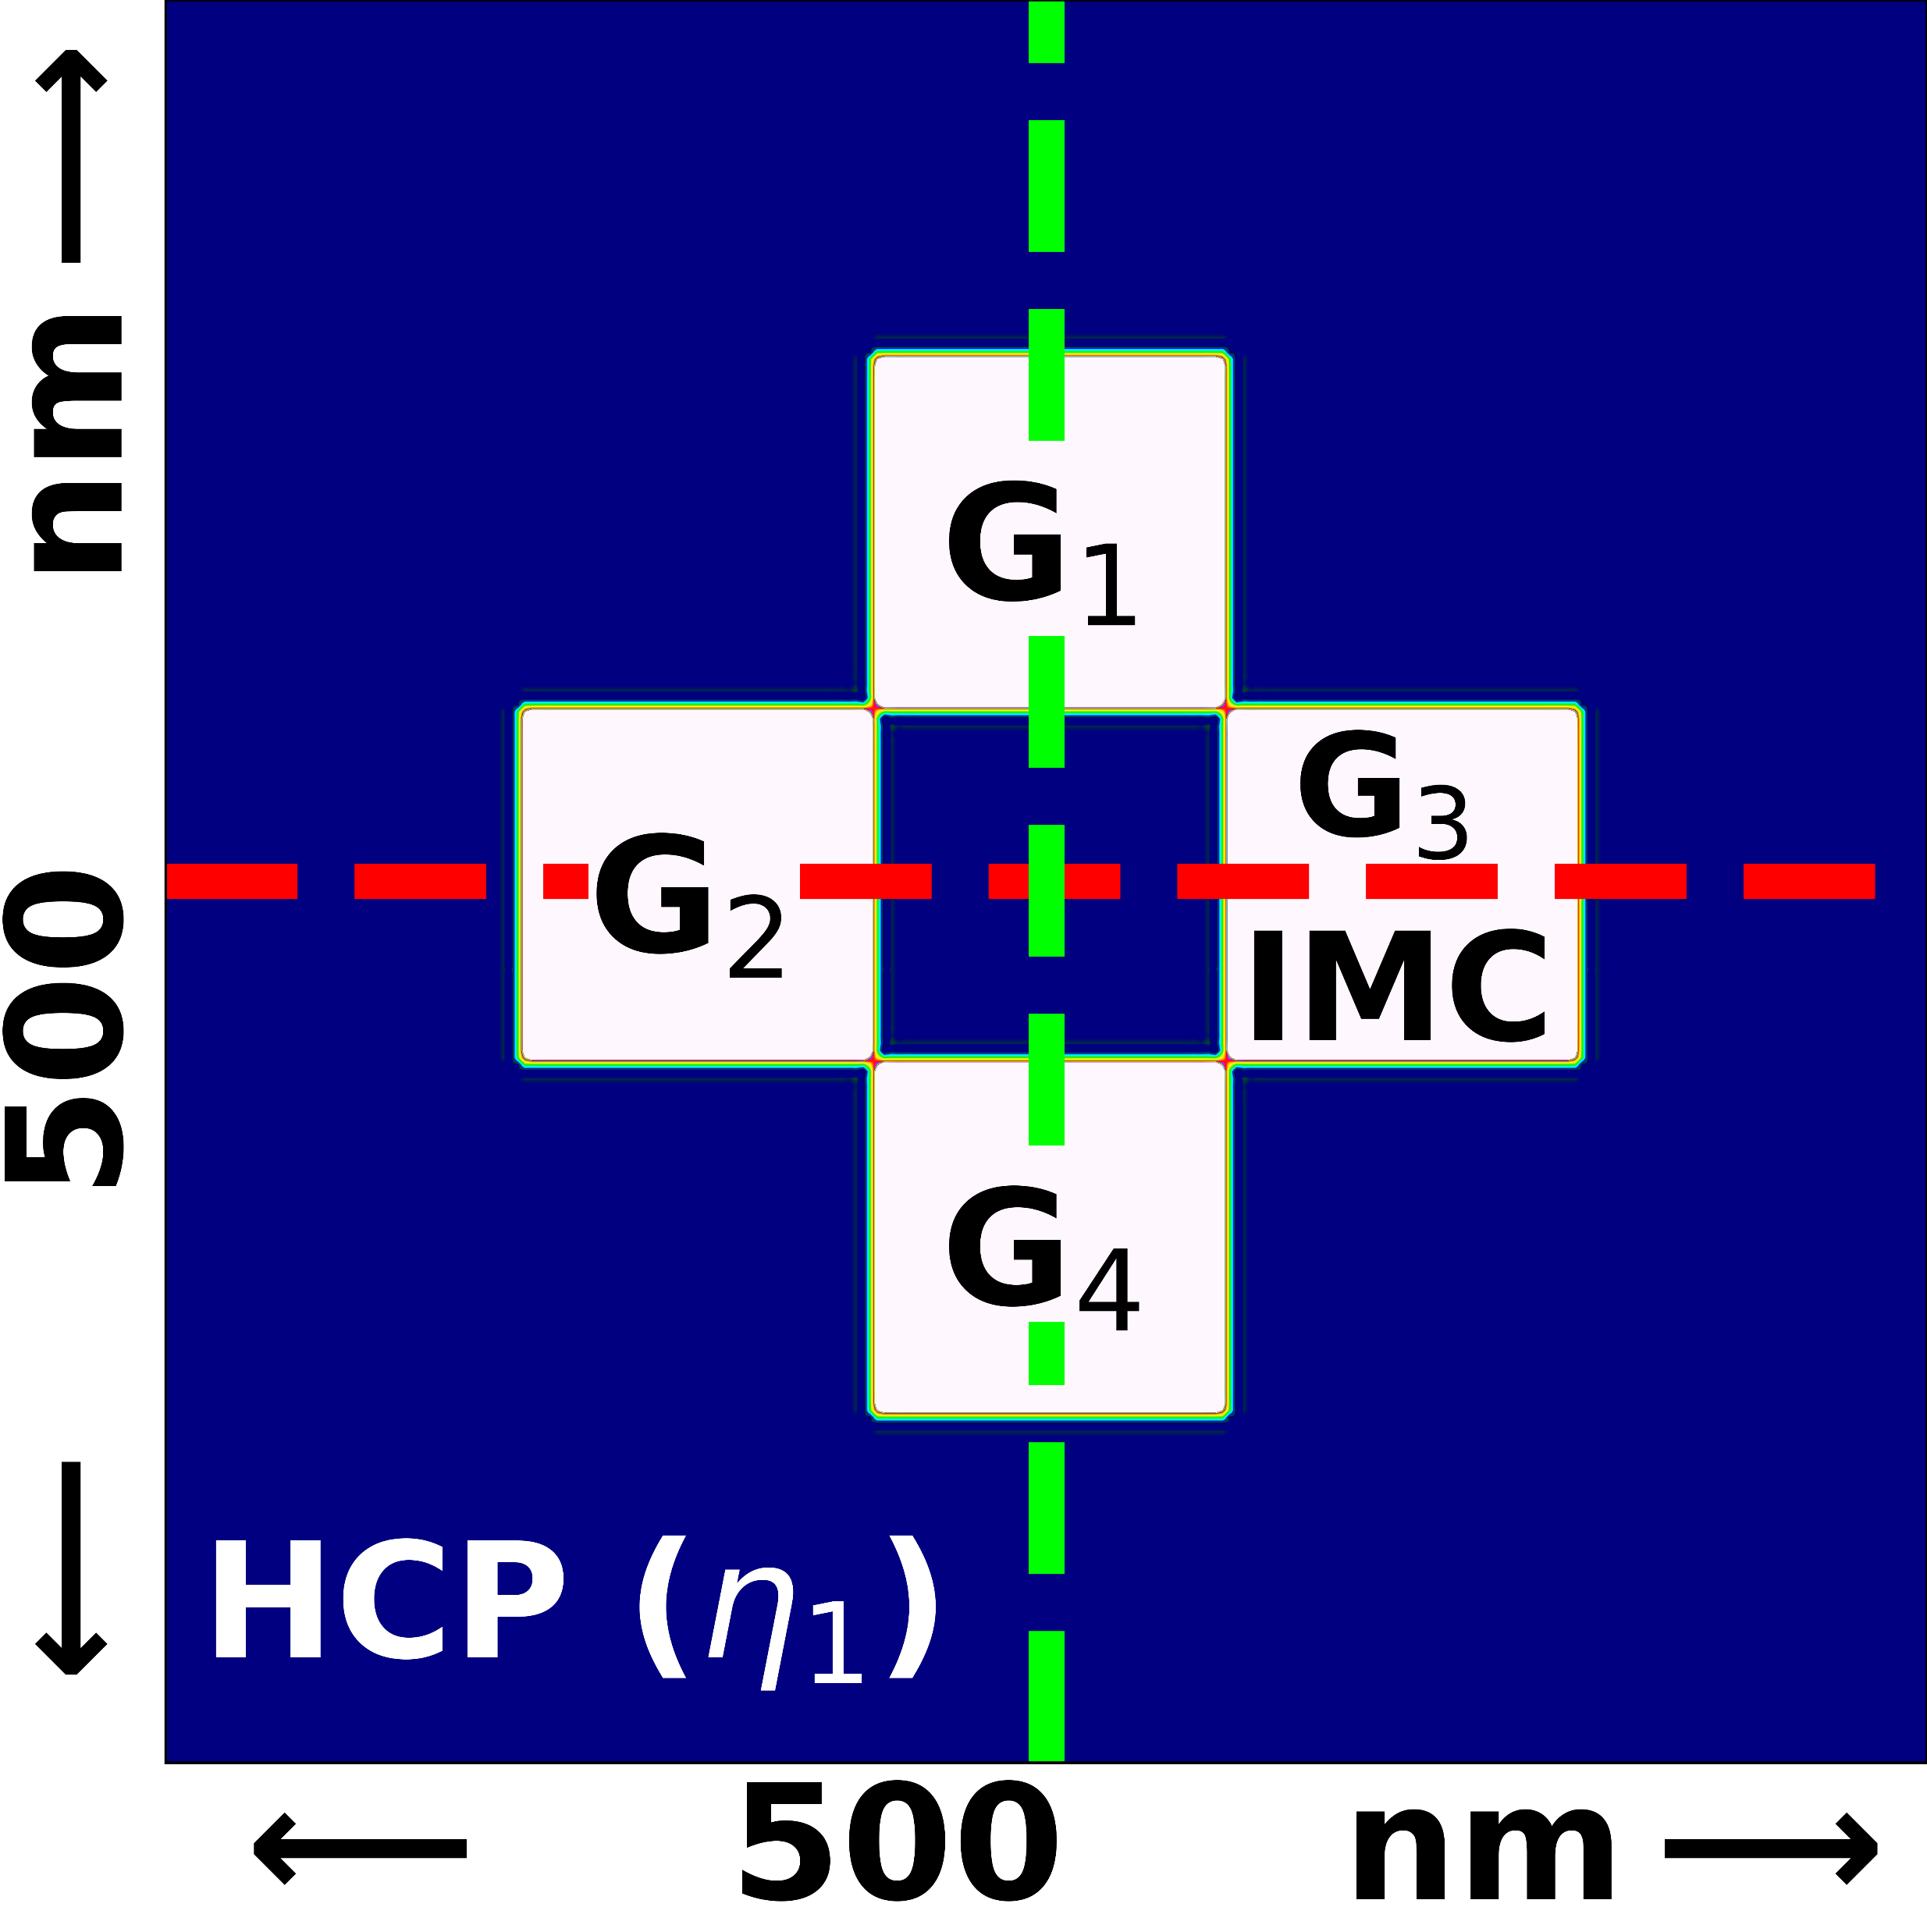 G₁
G₂
G₃
IMC
G₄
HCP (η₁)
← 500 nm →
← 500 nm →